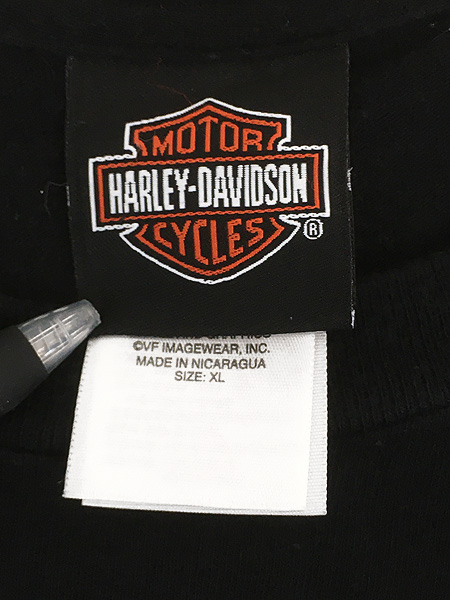 MOTOR
HARLEY-DAVIDSON
CYCLES
®
©VF IMAGEWEAR, INC.
MADE IN NICARAGUA
SIZE: XL